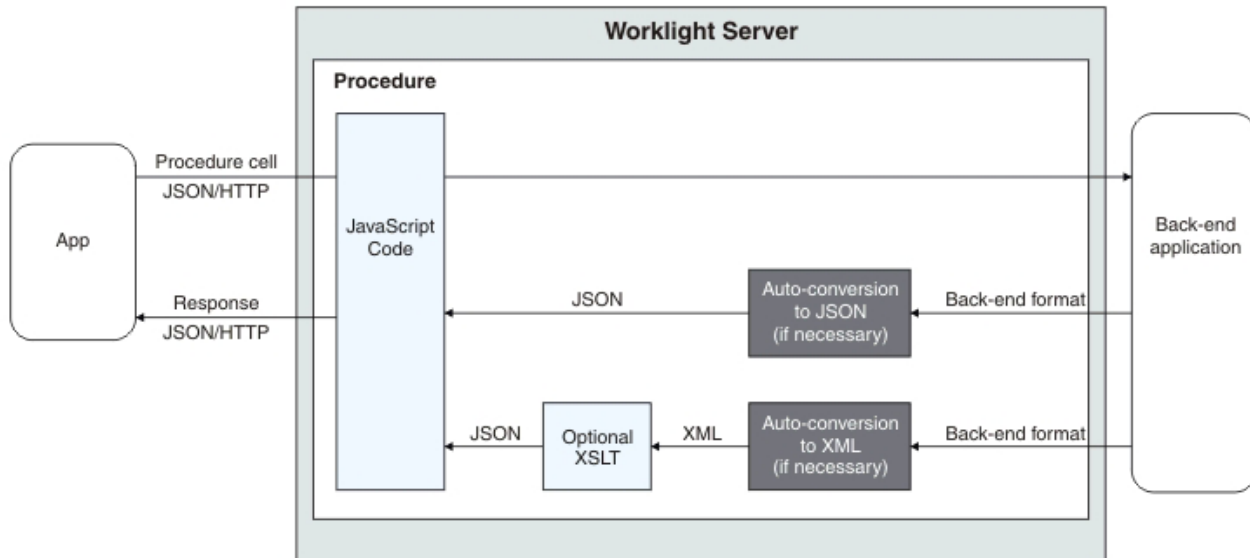 Worklight Server
Procedure
Procedure cell
JSON/HTTP
App
JavaScript
Code
Back-end
application
Response
JSON/HTTP
JSON
Auto-conversion
to JSON
(if necessary)
Back-end format
JSON
Optional
XSLT
XML
Auto-conversion
to XML
(if necessary)
Back-end format